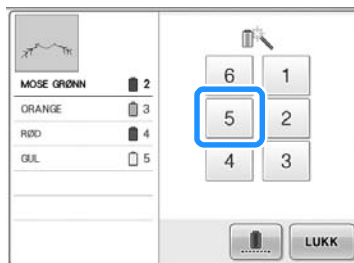 MOSE GRØNN 2
ORANGE 3
RØD 4
GUL 5
6 1
5 2
4 3
LUKK